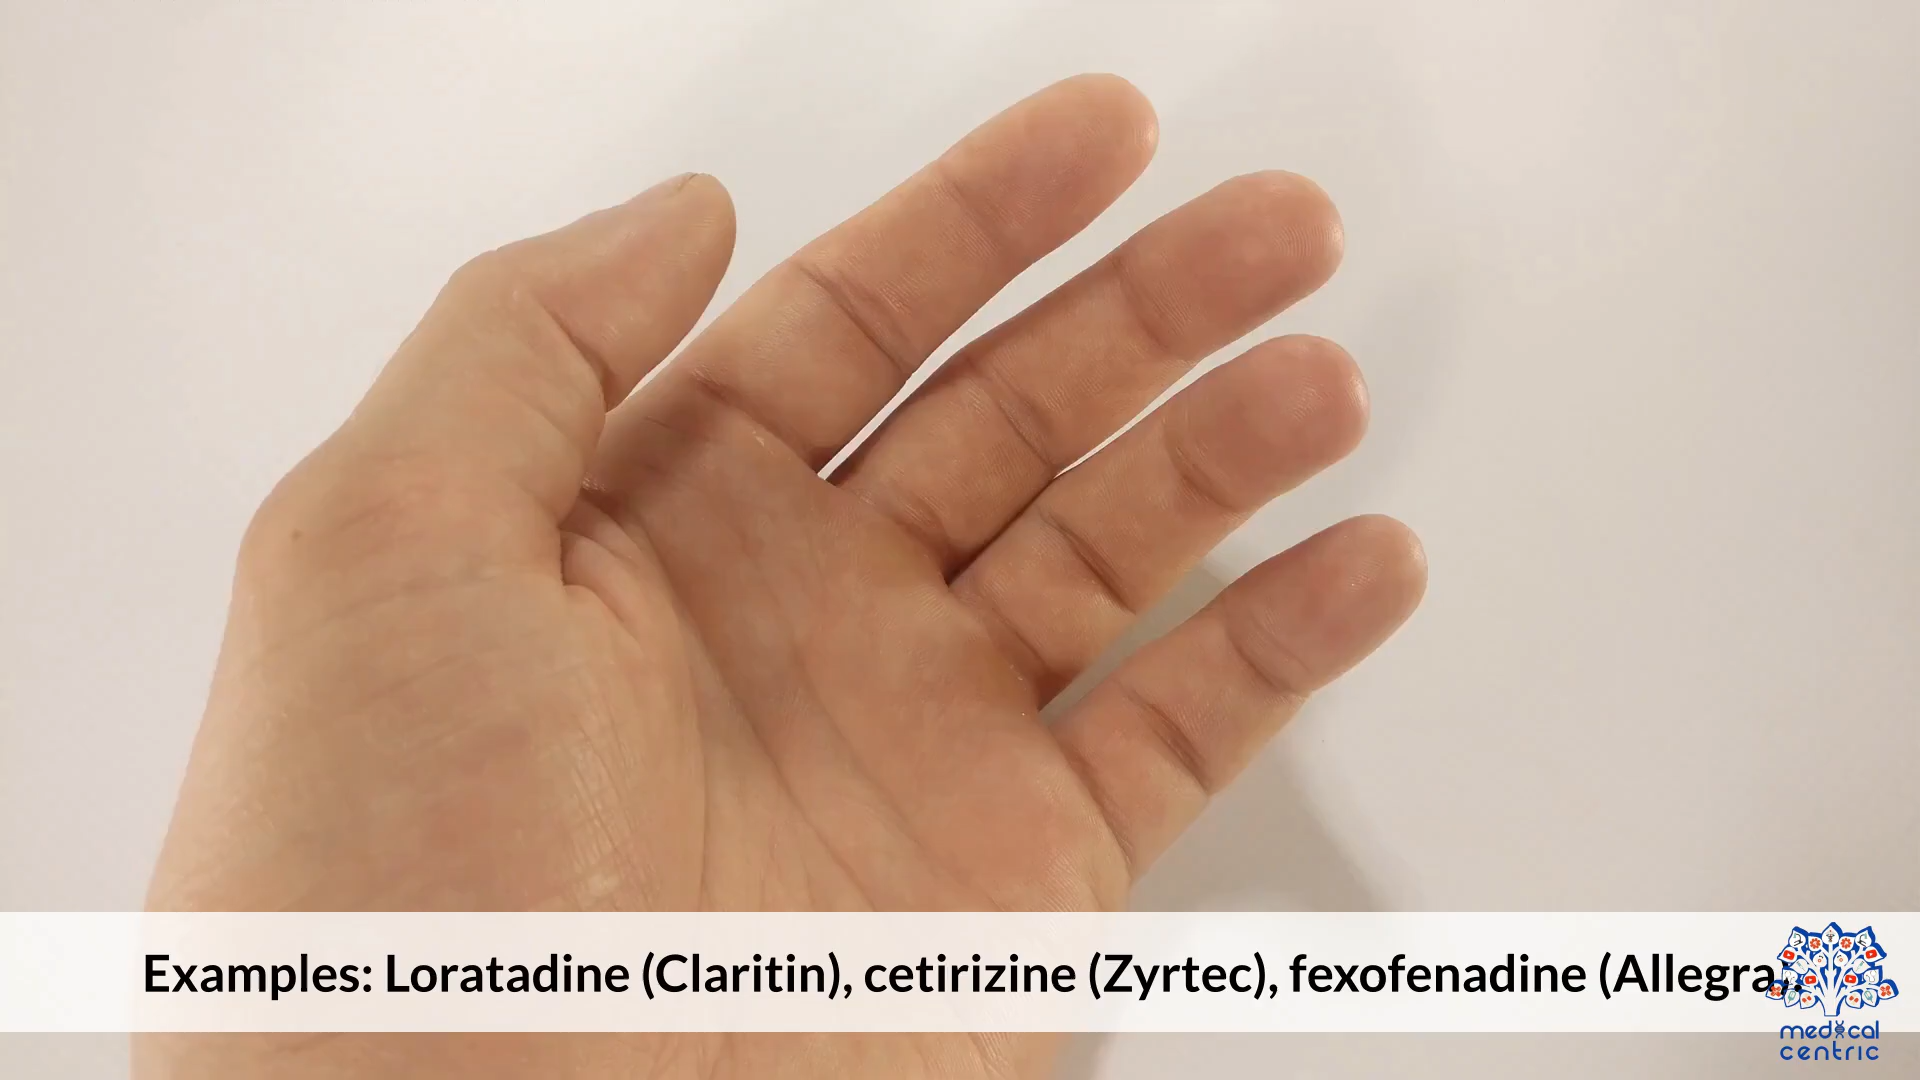 Examples: Loratadine (Claritin), cetirizine (Zyrtec), fexofenadine (Allegra).
medical
centric